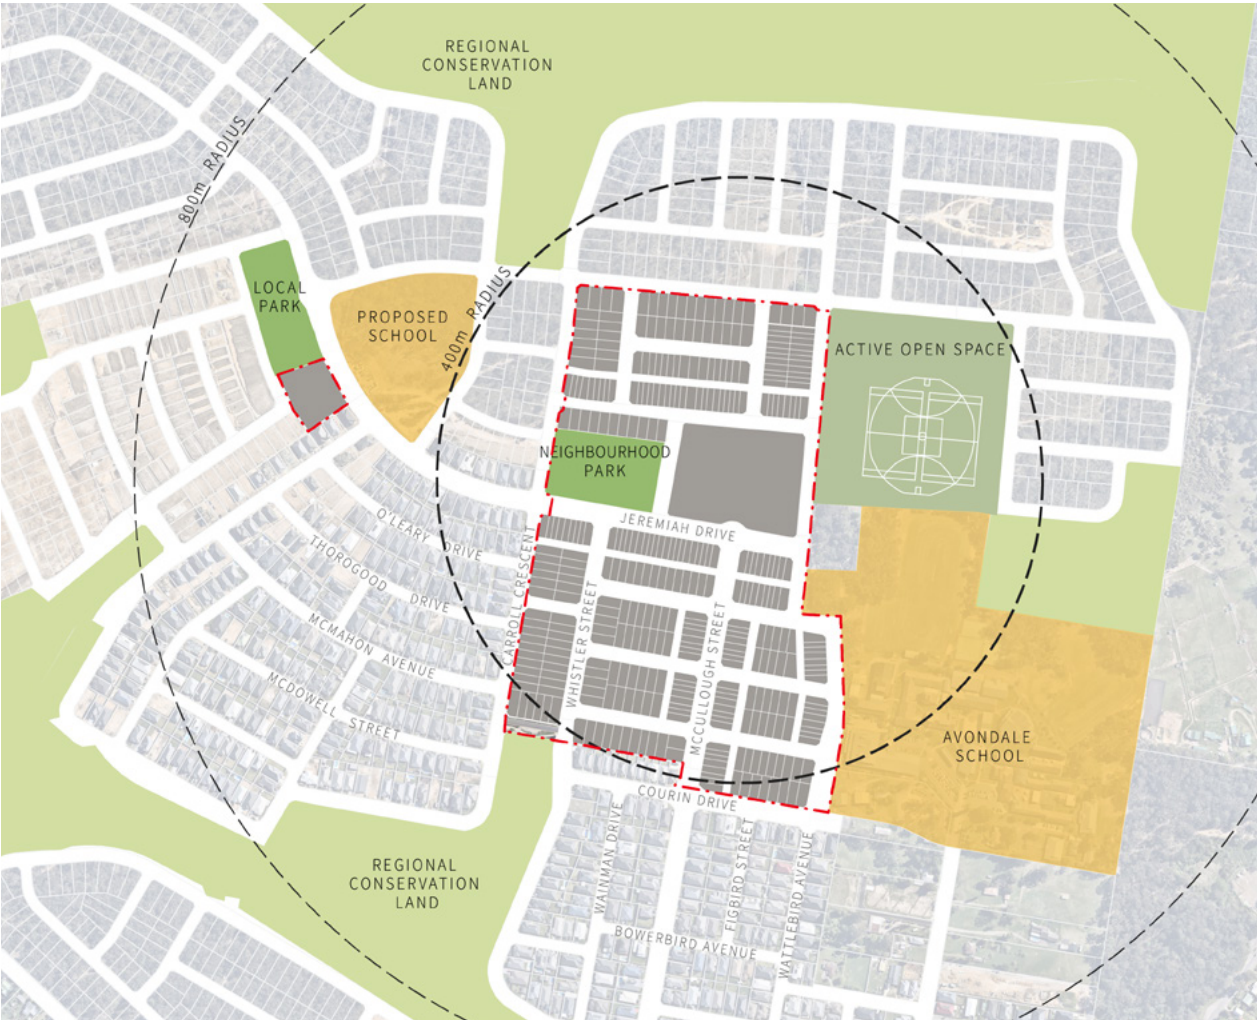 REGIONAL
CONSERVATION
LAND
800m RADIUS
LOCAL
PARK
PROPOSED
SCHOOL
400m RADIUS
ACTIVE OPEN SPACE
NEIGHBOURHOOD
PARK
JEREMIAH DRIVE
O'LEARY DRIVE
THOROGOOD DRIVE
CARROLL CRESCENT
WHISTLER STREET
MCCULLOUGH STREET
MCMAHON AVENUE
MCDOWELL STREET
AVONDALE
SCHOOL
COURIN DRIVE
REGIONAL
CONSERVATION
LAND
WAINMAN DRIVE
FIGBIRD STREET
WATTLEBIRD AVENUE
BOWERBIRD AVENUE